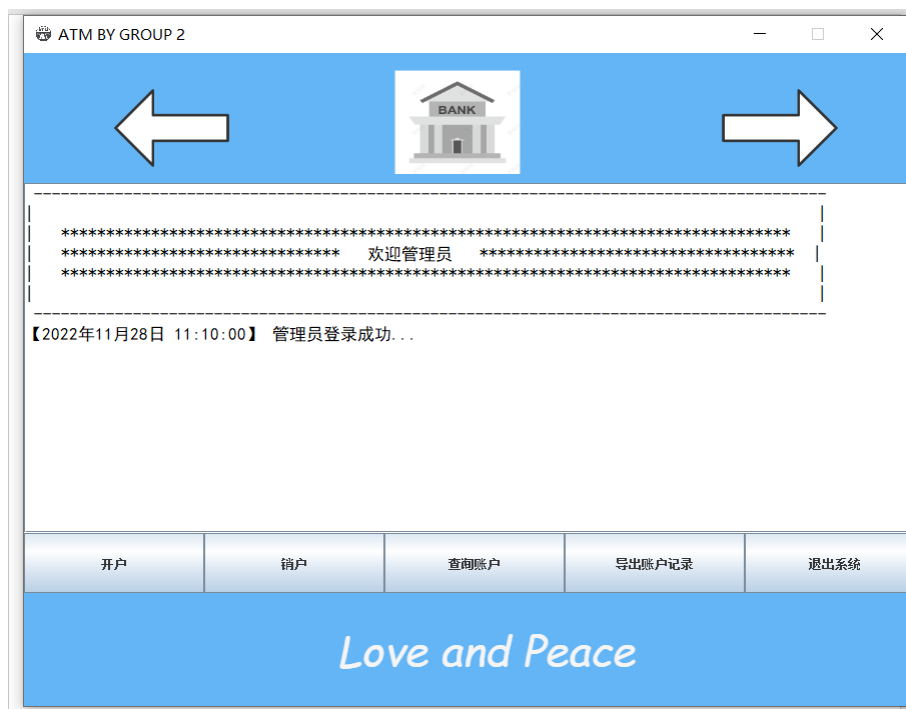 ATM BY GROUP 2
BANK
-----------------------------------------------------------------------------------------
| |
| ********************************************************************************* |
| ******************************* 欢迎管理员 *********************************** |
| ********************************************************************************* |
| |
-----------------------------------------------------------------------------------------
【2022年11月28日 11:10:00】 管理员登录成功...
开户 销户 查询账户 导出账户记录 退出系统
Love and Peace